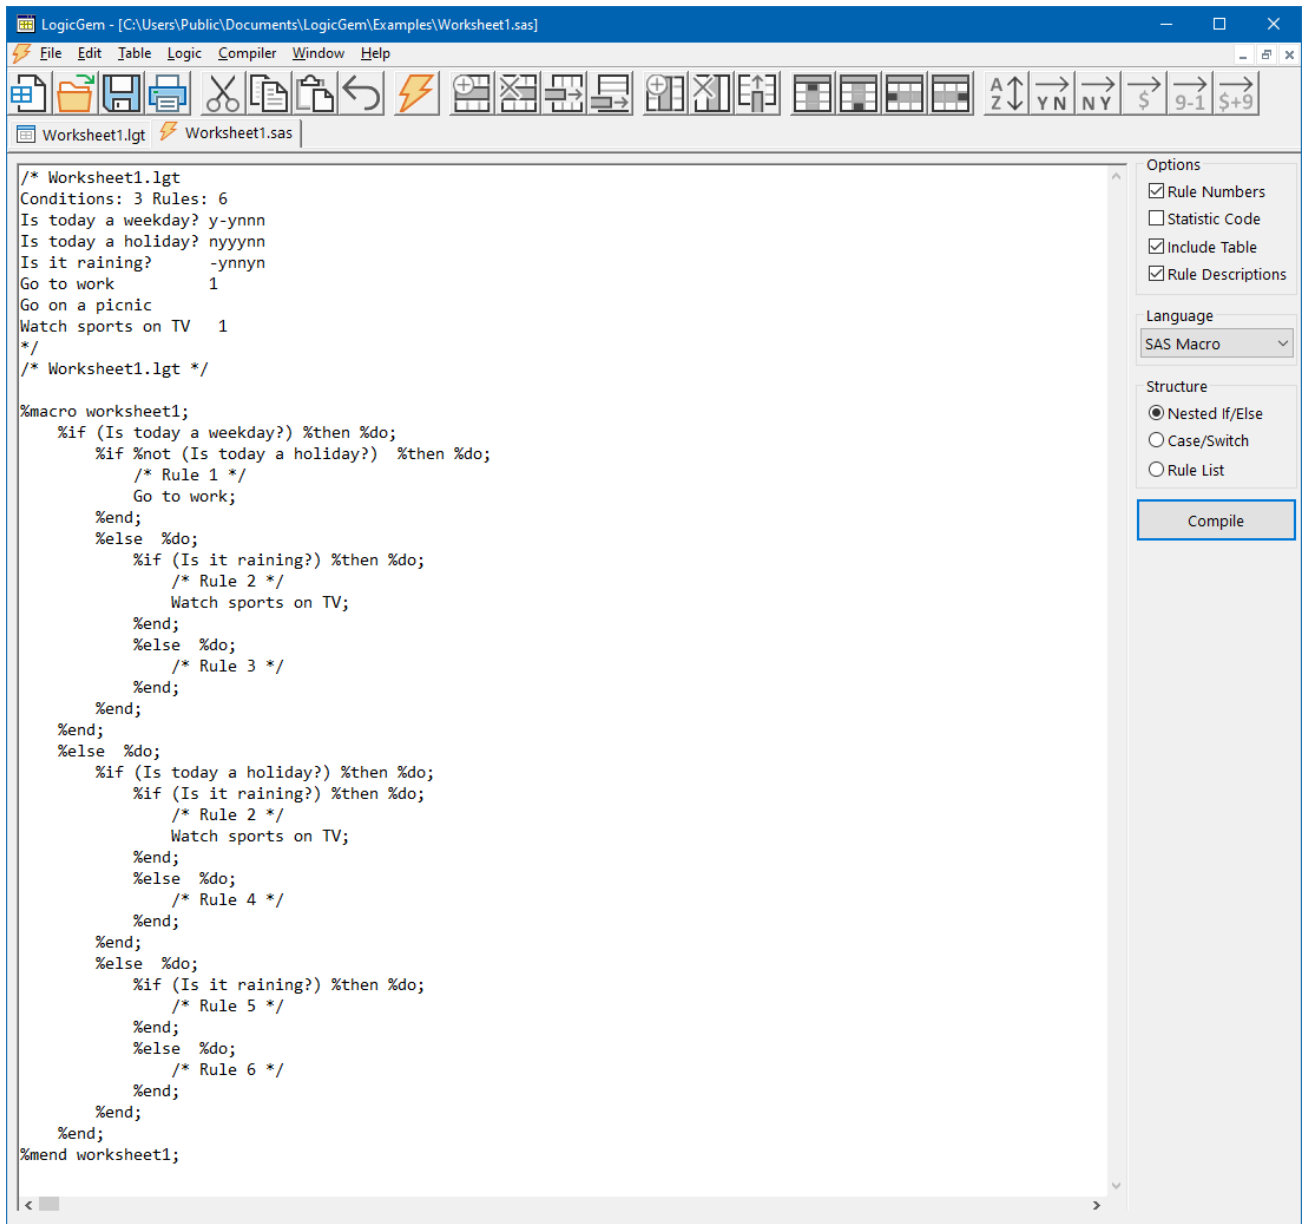 LogicGem - [C:\Users\Public\Documents\LogicGem\Examples\Worksheet1.sas]
File Edit Table Logic Compiler Window Help
A Z Y N N Y $ 9-1 $+9
Worksheet1.lgt Worksheet1.sas
/* Worksheet1.lgt
Conditions: 3 Rules: 6
Is today a weekday? y-ynnn
Is today a holiday? nyyynn
Is it raining?      -ynnyn
Go to work          1
Go on a picnic
Watch sports on TV   1
*/
/* Worksheet1.lgt */
%macro worksheet1;
    %if (Is today a weekday?) %then %do;
        %if %not (Is today a holiday?)  %then %do;
            /* Rule 1 */
            Go to work;
        %end;
        %else  %do;
            %if (Is it raining?) %then %do;
                /* Rule 2 */
                Watch sports on TV;
            %end;
            %else  %do;
                /* Rule 3 */
            %end;
        %end;
    %end;
    %else  %do;
        %if (Is today a holiday?) %then %do;
            %if (Is it raining?) %then %do;
                /* Rule 2 */
                Watch sports on TV;
            %end;
            %else  %do;
                /* Rule 4 */
            %end;
        %end;
        %else  %do;
            %if (Is it raining?) %then %do;
                /* Rule 5 */
            %end;
            %else  %do;
                /* Rule 6 */
            %end;
        %end;
    %end;
%mend worksheet1;
Options
Rule Numbers
Statistic Code
Include Table
Rule Descriptions
Language
SAS Macro
Structure
Nested If/Else
Case/Switch
Rule List
Compile